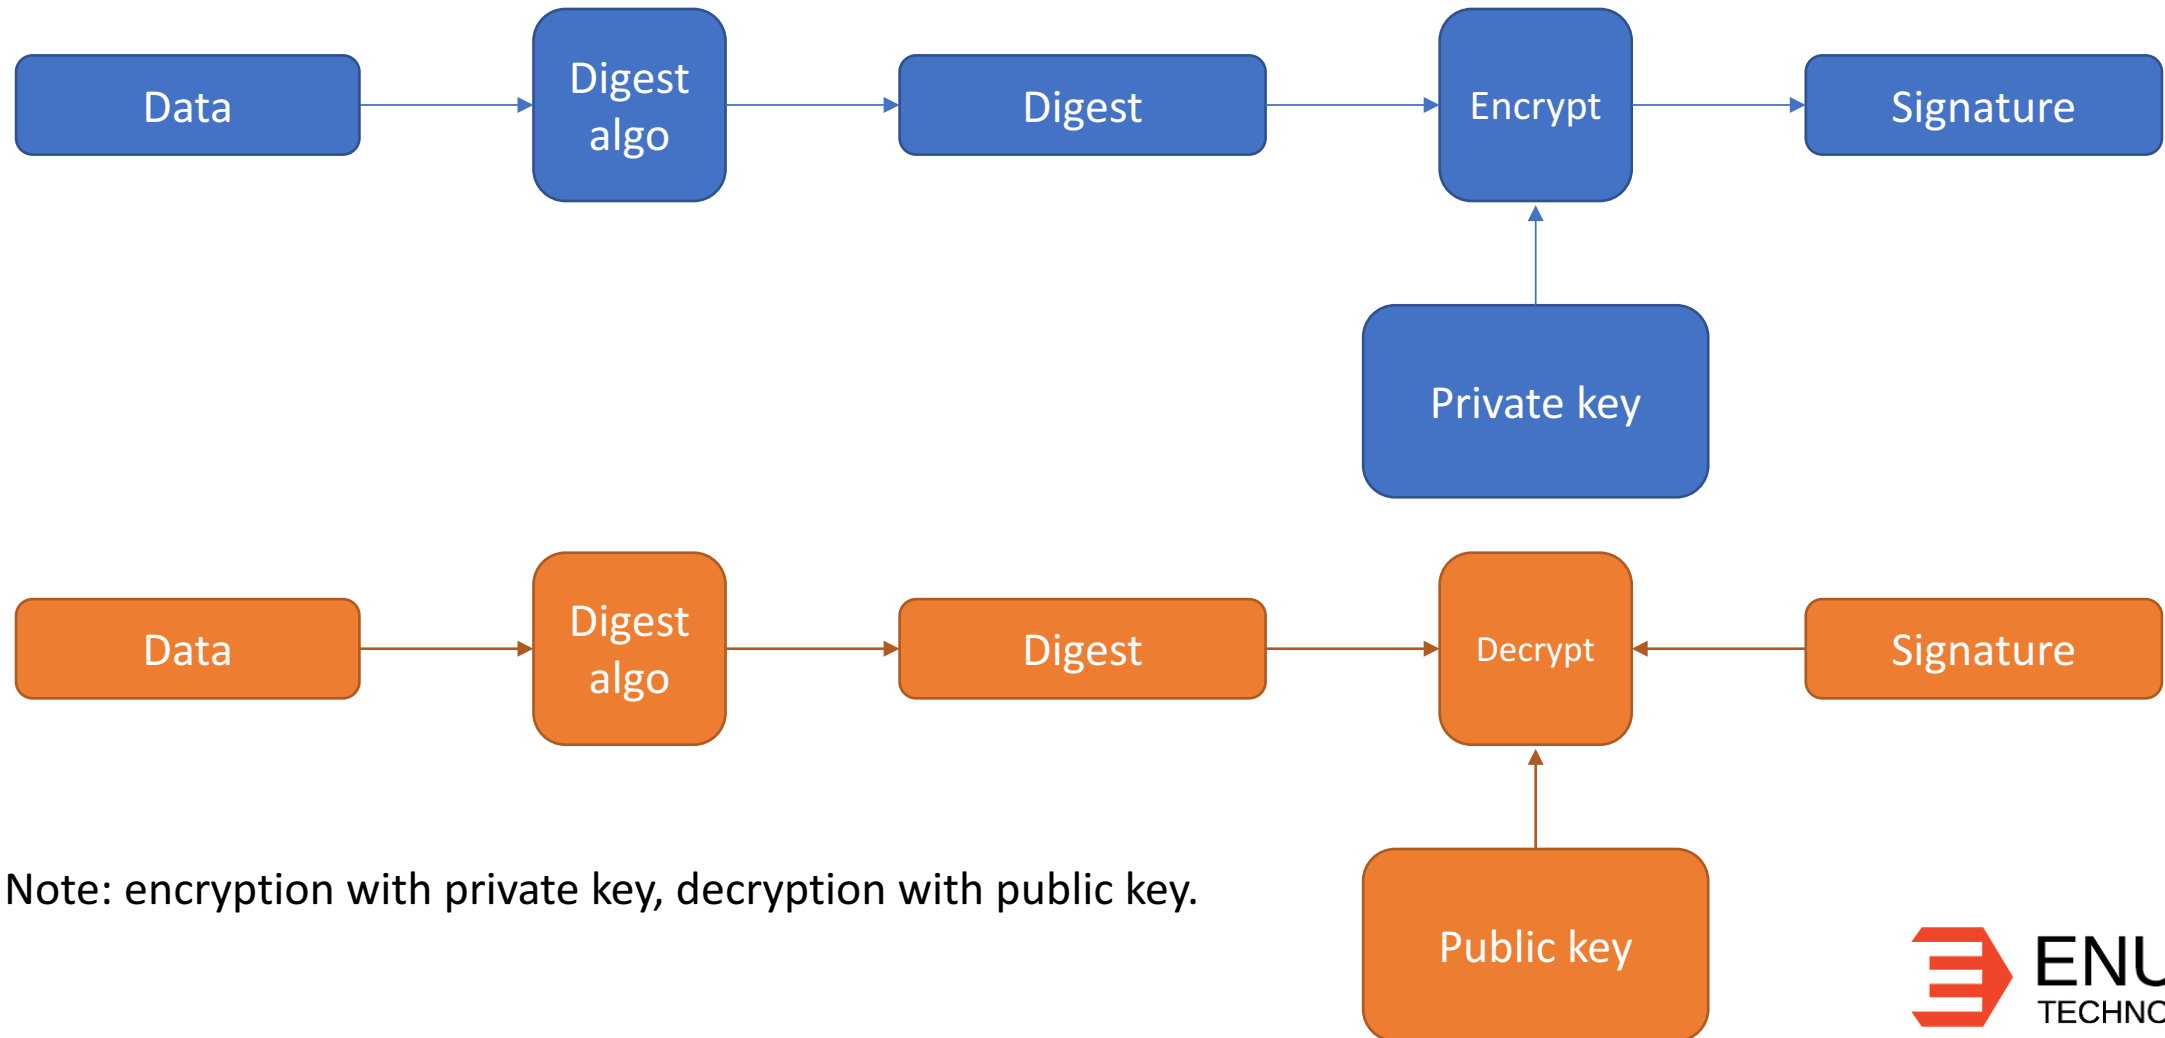 Data
Digest
algo
Digest
Encrypt
Signature
Private key
Data
Digest
algo
Digest
Decrypt
Signature
Public key
Note: encryption with private key, decryption with public key.